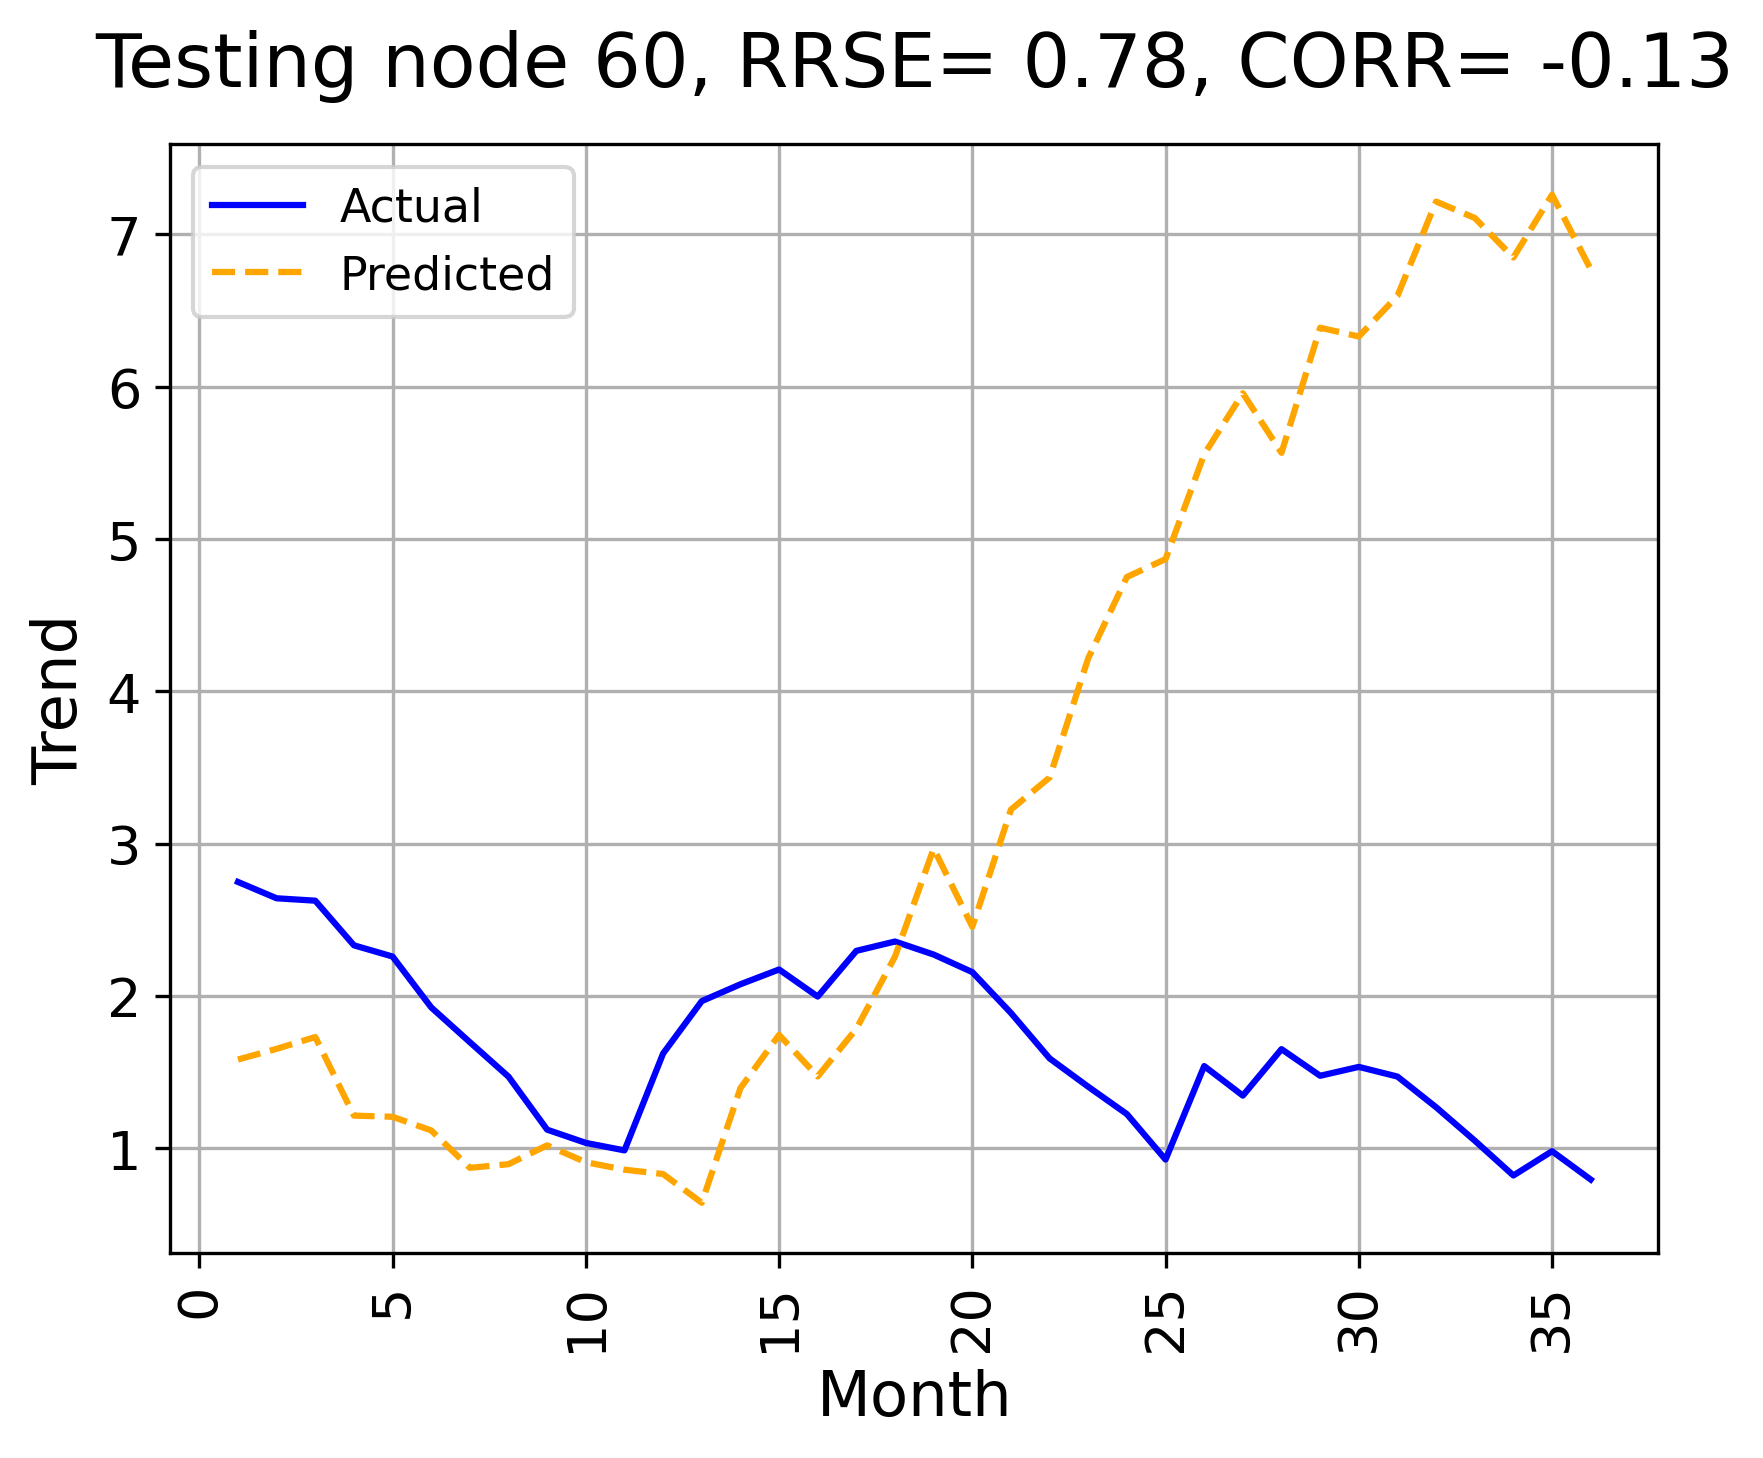 Testing node 60, RRSE= 0.78, CORR= -0.13
Actual
Predicted
7
6
5
4
3
2
1
Trend
0 5 10 15 20 25 30 35
Month